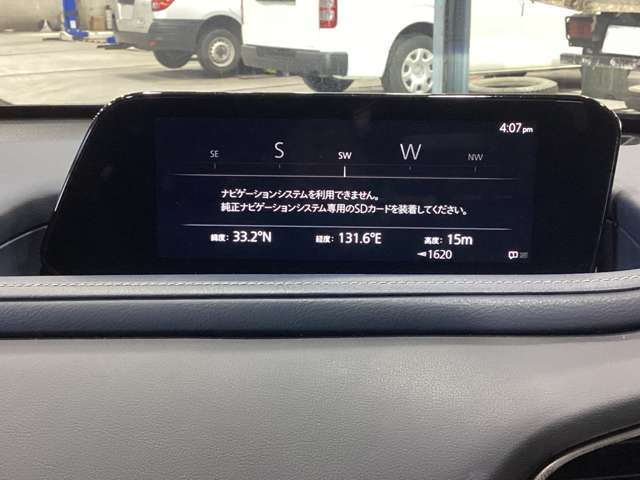 4:07pm
SE S SW W NW
ナビゲーションシステムを利用できません。
純正ナビゲーションシステム専用のSDカードを装着してください。
緯度: 33.2°N 経度: 131.6°E 高度: 15m
◄1620